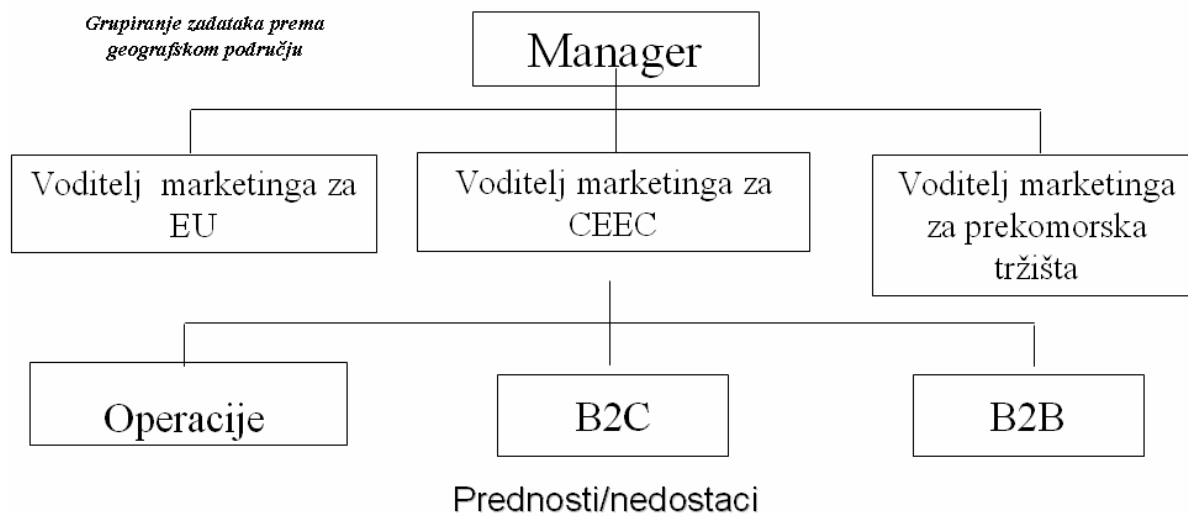 Grupiranje zadataka prema
geografskom području
Manager
Voditelj marketinga za
EU
Voditelj marketinga za
CEEC
Voditelj marketinga
za prekomorska
tržišta
Operacije
B2C
B2B
Prednosti/nedostaci